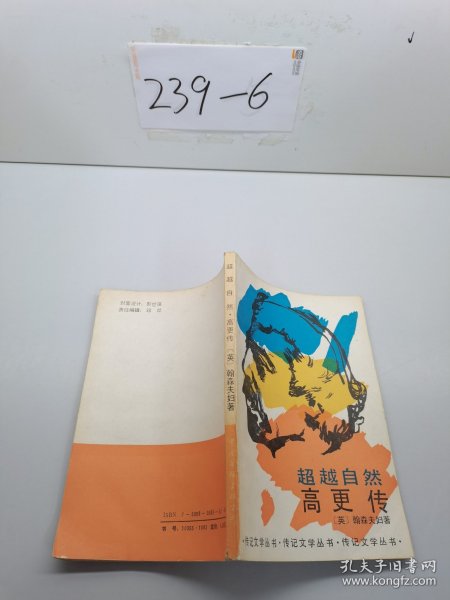 239-6
封面设计:
责任编辑:
超越自然·高更传 〔英〕翰森夫妇著
超越自然
高更传
〔英〕翰森夫妇著
·传记文学丛书·传记文学丛书·传记文学丛书·
孔夫子旧书网
www.kongfz.com